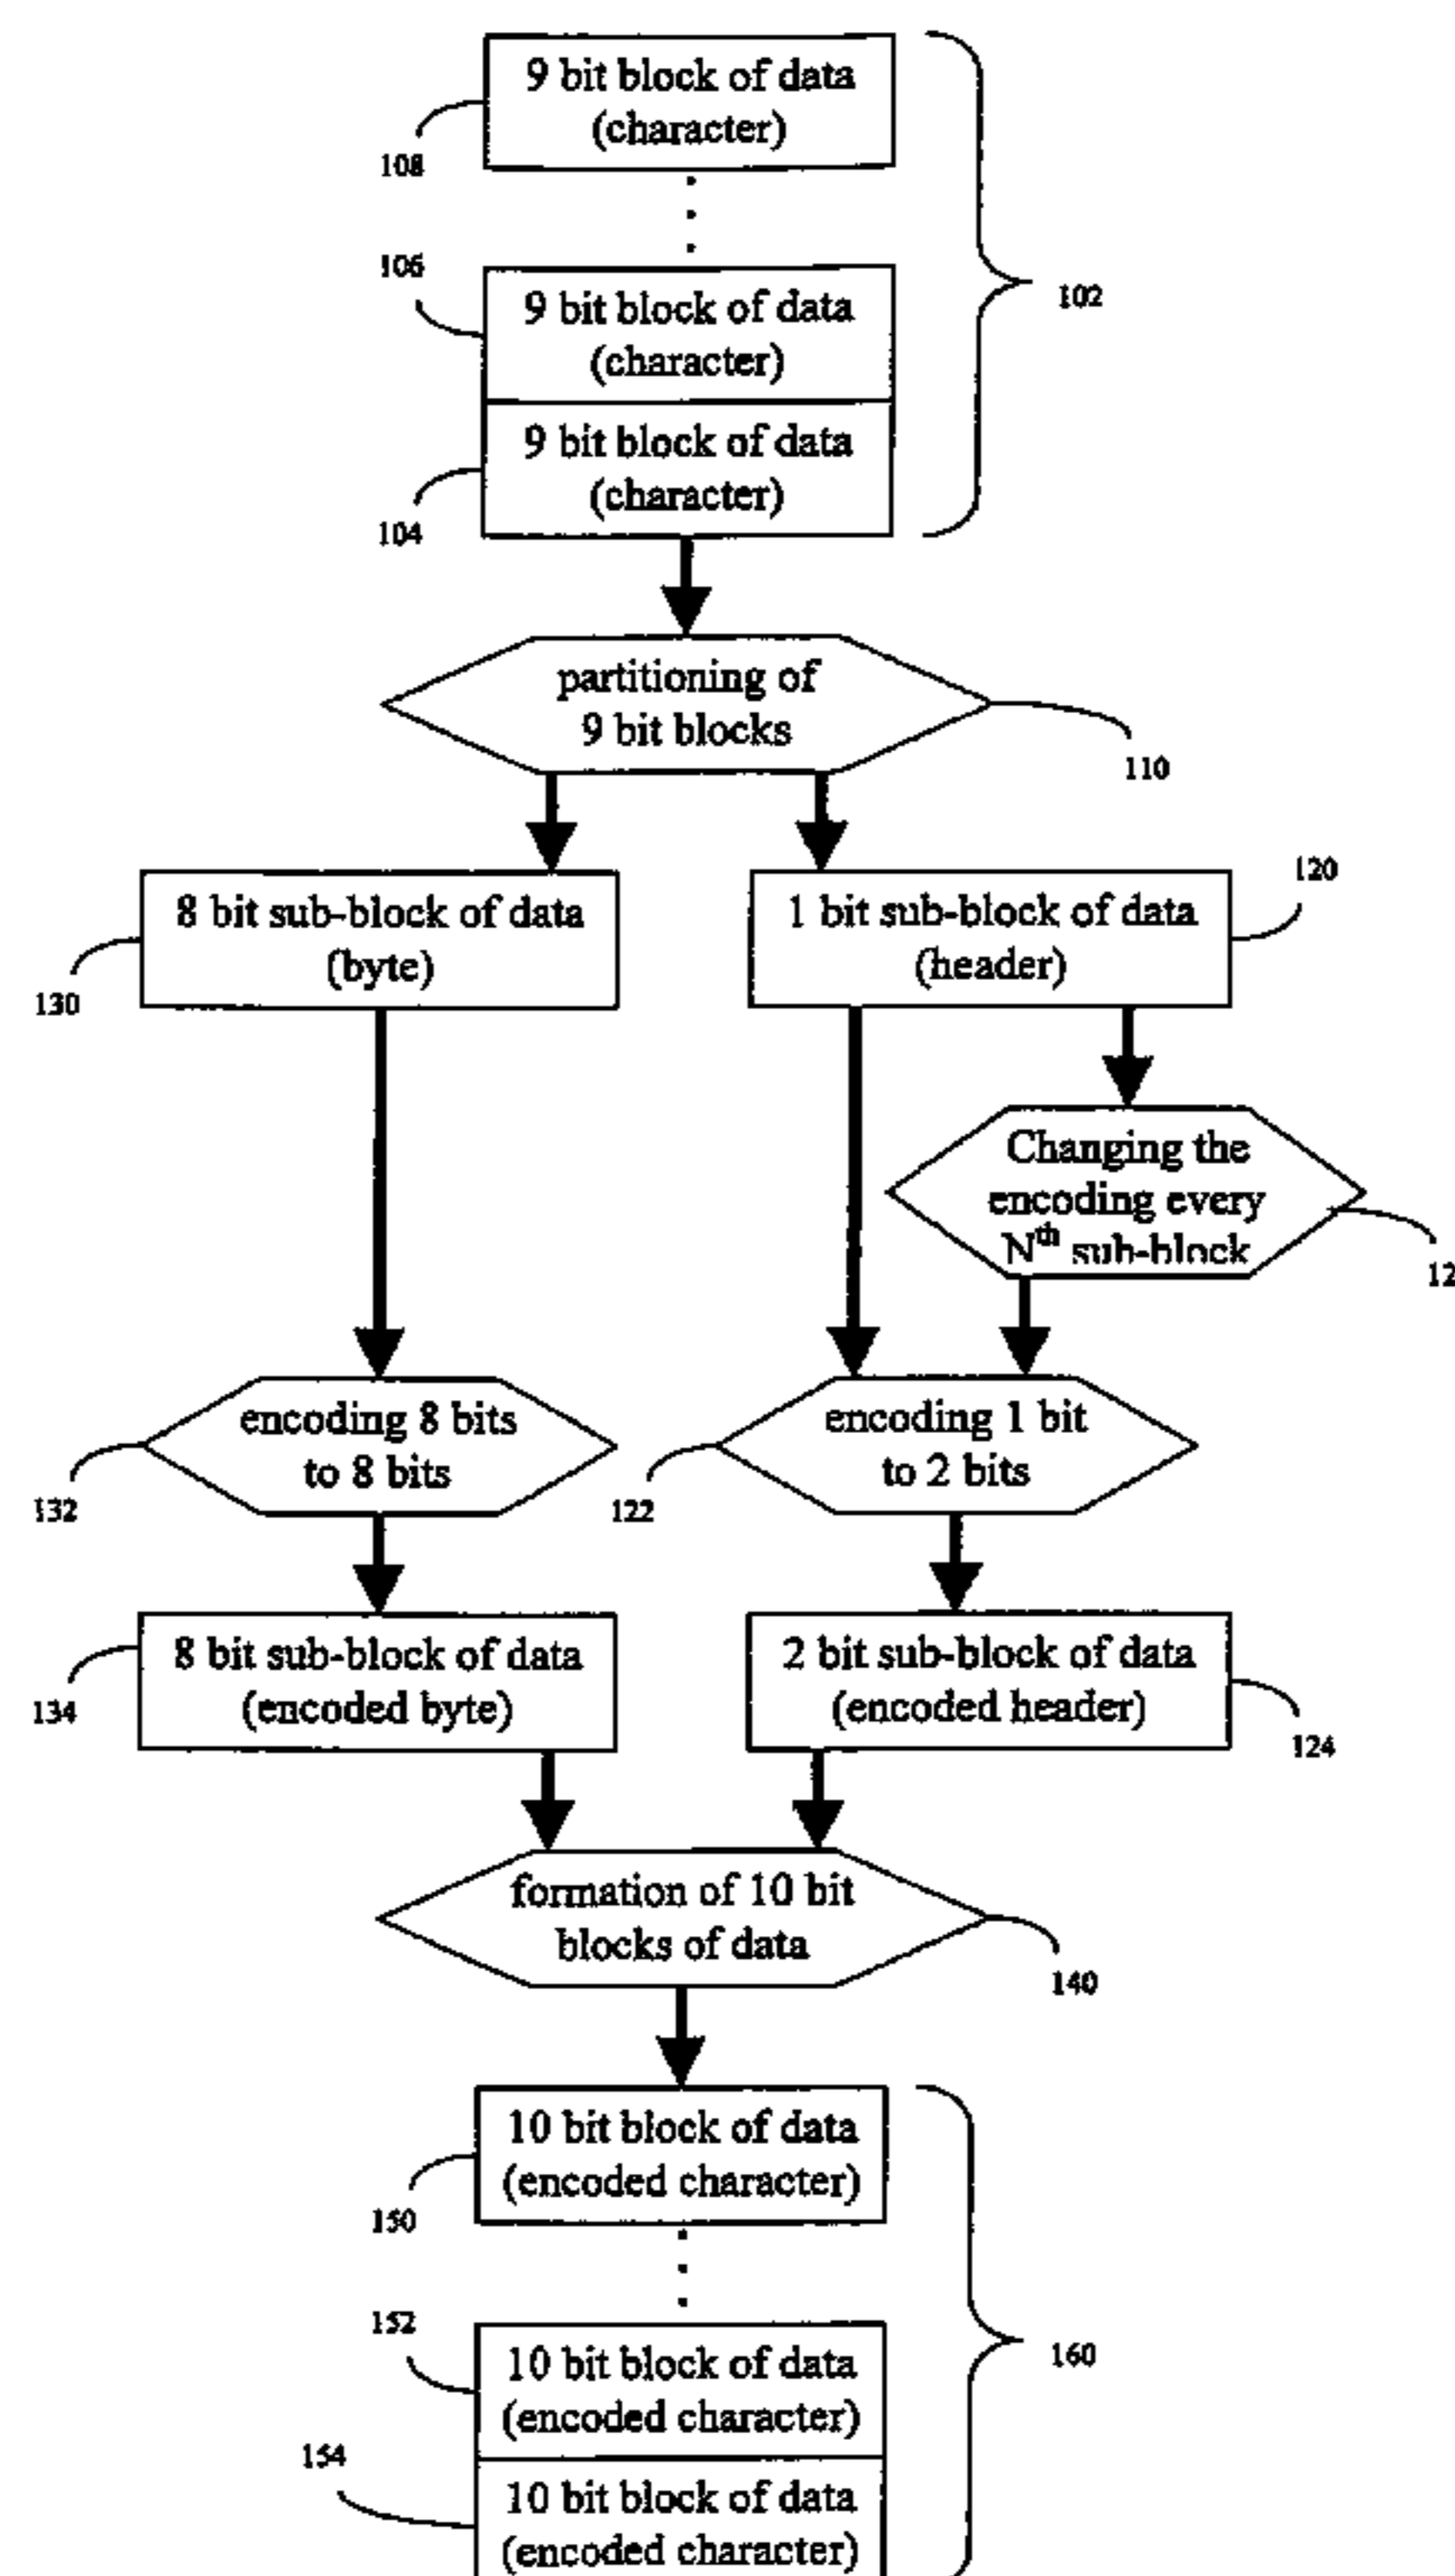 9 bit block of data
(character)
108
106
9 bit block of data
(character)
102
9 bit block of data
(character)
104
partitioning of
9 bit blocks
110
8 bit sub-block of data
(byte)
130
1 bit sub-block of data
(header)
120
Changing the
encoding every
Nth sub-block
12
encoding 8 bits
to 8 bits
132
encoding 1 bit
to 2 bits
122
8 bit sub-block of data
(encoded byte)
134
2 bit sub-block of data
(encoded header)
124
formation of 10 bit
blocks of data
140
10 bit block of data
(encoded character)
150
152
10 bit block of data
(encoded character)
160
154
10 bit block of data
(encoded character)